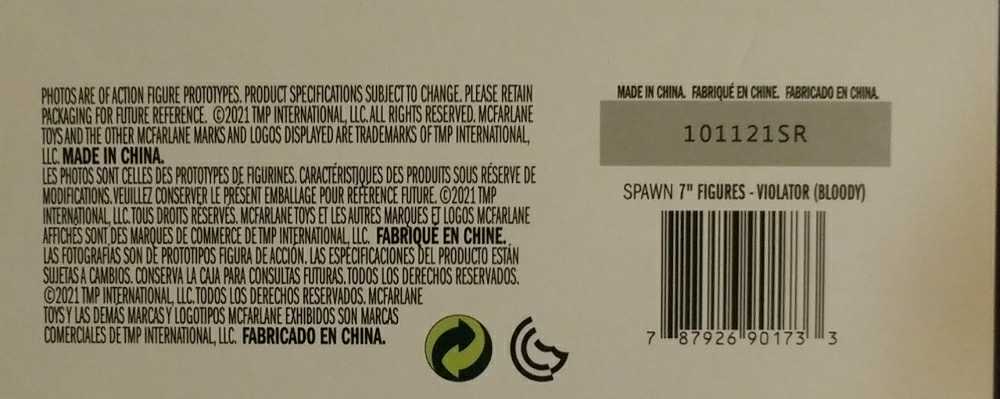 PHOTOS ARE OF ACTION FIGURE PROTOTYPES. PRODUCT SPECIFICATIONS SUBJECT TO CHANGE. PLEASE RETAIN
PACKAGING FOR FUTURE REFERENCE. ©2021 TMP INTERNATIONAL, LLC. ALL RIGHTS RESERVED. MCFARLANE
TOYS AND THE OTHER MCFARLANE MARKS AND LOGOS DISPLAYED ARE TRADEMARKS OF TMP INTERNATIONAL,
LLC. MADE IN CHINA.
LES PHOTOS SONT CELLES DES PROTOTYPES DE FIGURINES. CARACTÉRISTIQUES DES PRODUITS SOUS RÉSERVE DE
MODIFICATIONS. VEUILLEZ CONSERVER LE PRÉSENT EMBALLAGE POUR RÉFÉRENCE FUTURE. ©2021 TMP
INTERNATIONAL, LLC. TOUS DROITS RÉSERVÉS. MCFARLANE TOYS ET LES AUTRES MARQUES ET LOGOS MCFARLANE
AFFICHÉS SONT DES MARQUES DE COMMERCE DE TMP INTERNATIONAL, LLC. FABRIQUÉ EN CHINE.
LAS FOTOGRAFÍAS SON DE PROTOTIPOS FIGURA DE ACCIÓN. LAS ESPECIFICACIONES DEL PRODUCTO ESTÁN
SUJETAS A CAMBIOS. CONSERVA LA CAJA PARA CONSULTAS FUTURAS. TODOS LOS DERECHOS RESERVADOS.
©2021 TMP INTERNATIONAL, LLC. TODOS LOS DERECHOS RESERVADOS. MCFARLANE
TOYS Y LAS DEMÁS MARCAS Y LOGOTIPOS MCFARLANE EXHIBIDOS SON MARCAS
COMERCIALES DE TMP INTERNATIONAL, LLC. FABRICADO EN CHINA.
MADE IN CHINA. FABRIQUÉ EN CHINE. FABRICADO EN CHINA.
101121SR
SPAWN 7" FIGURES - VIOLATOR (BLOODY)
7 87926 90173 3